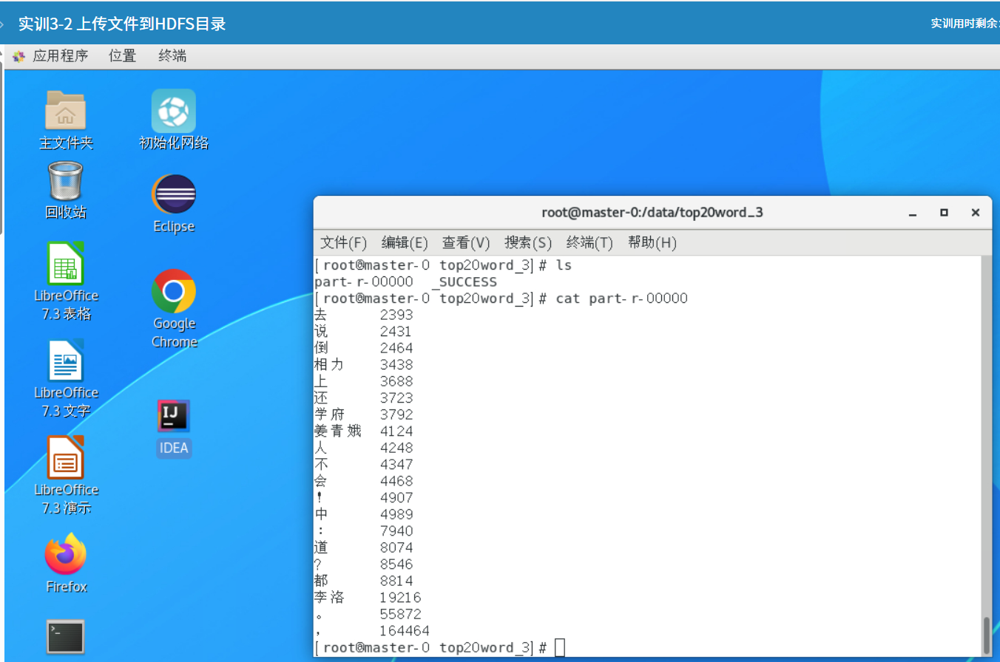 实训3-2 上传文件到HDFS目录
实训用时剩余:
应用程序 位置 终端
主文件夹
初始化网络
回收站
Eclipse
LibreOffice
7.3 表格
Google
Chrome
LibreOffice
7.3 文字
IJ
IDEA
LibreOffice
7.3 演示
Firefox
>_
root@master-0:/data/top20word_3
文件(F) 编辑(E) 查看(V) 搜索(S) 终端(T) 帮助(H)
[root@master-0 top20word_3]# ls
part-r-00000 _SUCCESS
[root@master-0 top20word_3]# cat part-r-00000
去 2393
说 2431
倒 2464
相力 3438
上 3688
还 3723
学府 3792
姜青娥 4124
人 4248
不 4347
会 4468
！ 4907
中 4989
： 7940
道 8074
？ 8546
都 8814
李洛 19216
。 55872
， 164464
[root@master-0 top20word_3]#